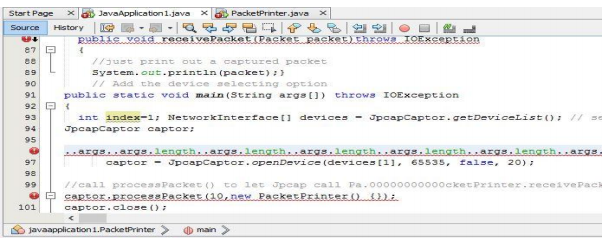 Start Page JavaApplication1.java PacketPrinter.java
Source History
public void receivePacket(Packet packet)throws IOException
87 {
88 //just print out a captured packet
89 System.out.println(packet);}
90 // Add the device selecting option
91 public static void main(String args[]) throws IOException
92 {
93 int index=1; NetworkInterface[] devices = JpcapCaptor.getDeviceList(); // se
94 JpcapCaptor captor;
95
..args..args.length..args.length..args.length..args.length..args.length..args.
97 captor = JpcapCaptor.openDevice(devices[1], 65535, false, 20);
98
99 //call processPacket() to let Jpcap call Pa.00000000000cketPrinter.receivePack
captor.processPacket(10,new PacketPrinter() {});
101 captor.close();
javaapplication1.PacketPrinter main